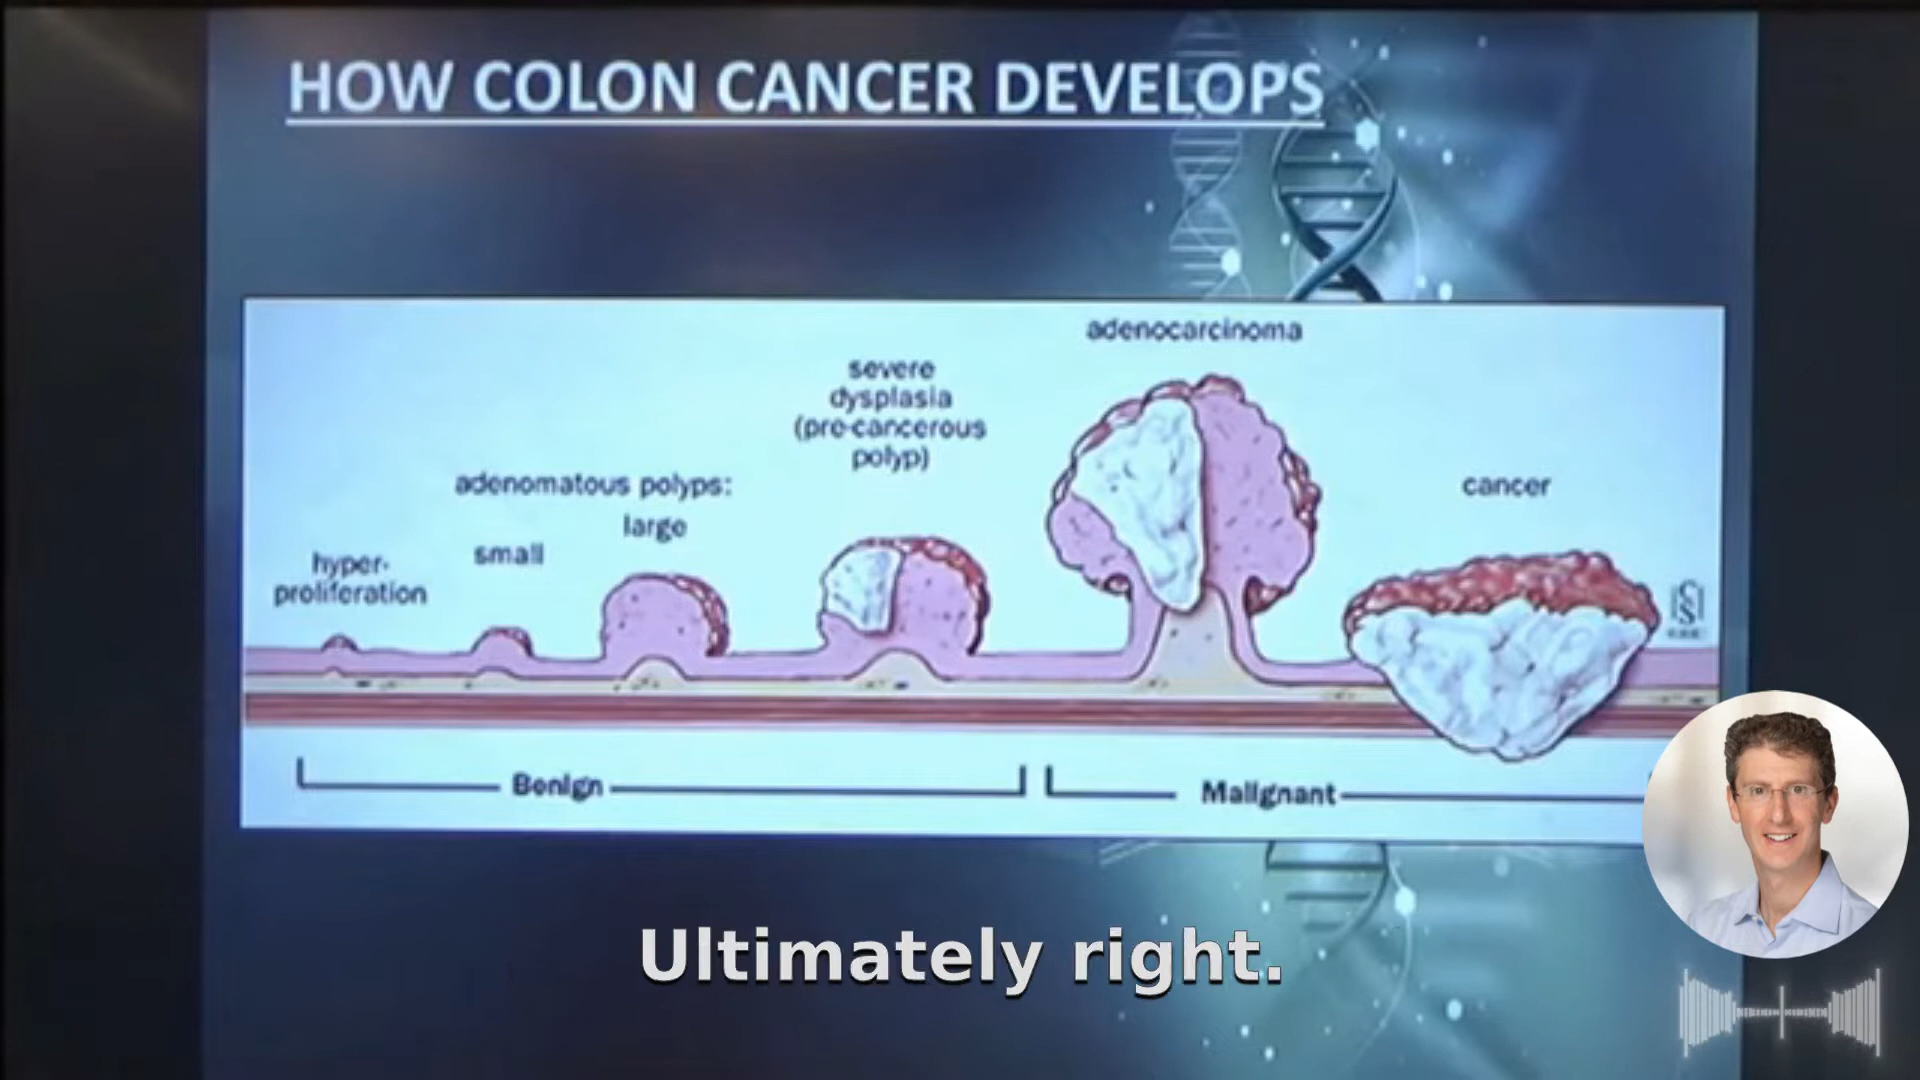 HOW COLON CANCER DEVELOPS
adenocarcinoma
severe
dysplasia
(pre-cancerous
polyp)
adenomatous polyps:
large
small
hyper-
proliferation
cancer
Benign
Malignant
Ultimately right.